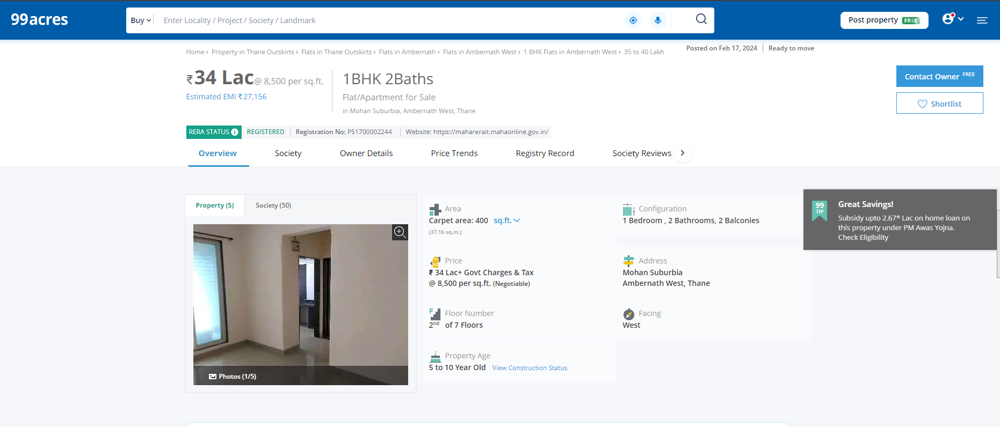 99acres
Buy
Enter Locality / Project / Society / Landmark
Post property FREE
Home › Property in Thane Outskirts › Flats in Thane Outskirts › Flats in Ambernath › Flats in Ambernath West › 1 BHK Flats in Ambernath West › 35 to 40 Lakh
Posted on Feb 17, 2024 | Ready to move
₹34 Lac@ 8,500 per sq.ft.
Estimated EMI ₹27,156
1BHK 2Baths
Flat/Apartment for Sale
in Mohan Suburbia, Ambernath West, Thane
Contact Owner FREE
Shortlist
RERA STATUS REGISTERED Registration No: P51700002244 Website: https://maharerait.mahaonline.gov.in/
Overview Society Owner Details Price Trends Registry Record Society Reviews
Property (5) Society (50)
Photos (1/5)
Area
Carpet area: 400 sq.ft.
(37.16 sq.m.)
Configuration
1 Bedroom , 2 Bathrooms, 2 Balconies
Price
₹ 34 Lac+ Govt Charges & Tax
@ 8,500 per sq.ft. (Negotiable)
Address
Mohan Suburbia
Ambernath West, Thane
Floor Number
2nd of 7 Floors
Facing
West
Property Age
5 to 10 Year Old View Construction Status
99
TIP
Great Savings!
Subsidy upto 2.67* Lac on home loan on
this property under PM Awas Yojna.
Check Eligibility